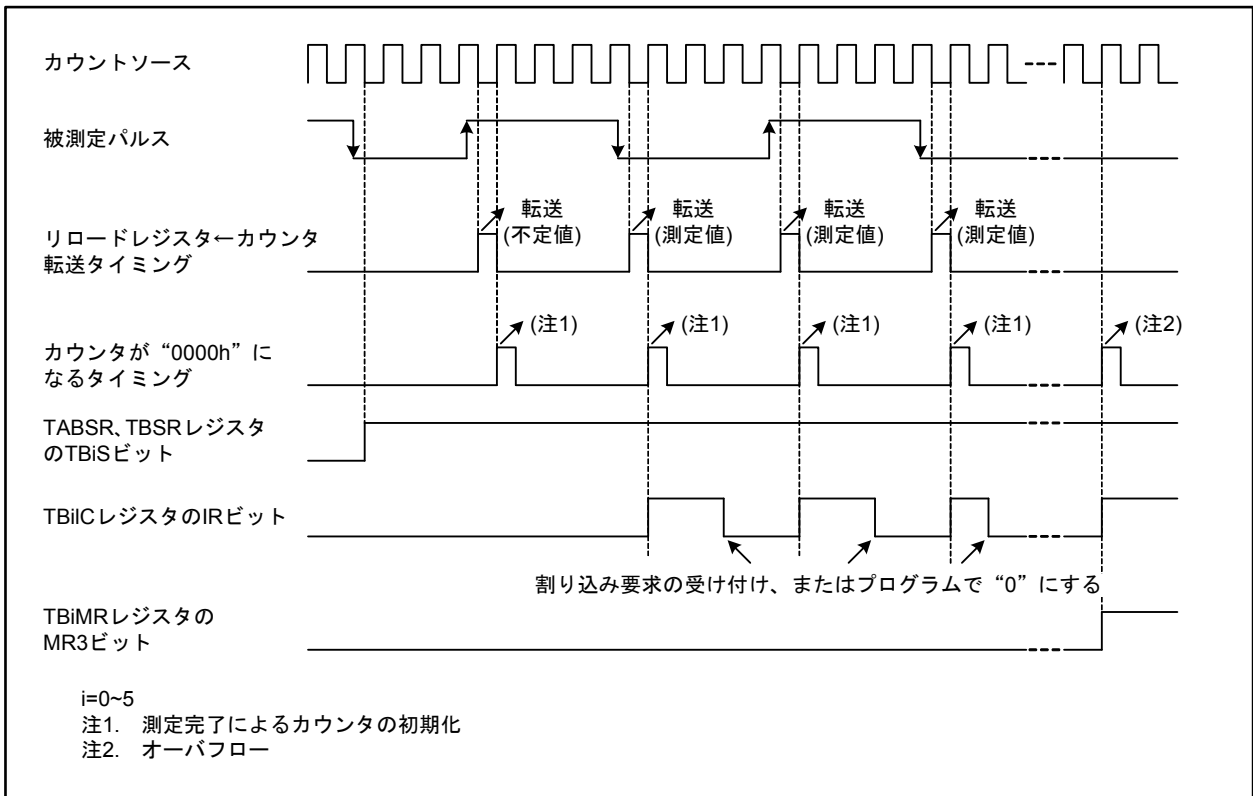 カウントソース
被測定パルス
転送 転送 転送 転送
リロードレジスタ←カウンタ (不定値) (測定値) (測定値) (測定値)
転送タイミング
(注1) (注1) (注1) (注1) (注2)
カウンタが“0000h”に
なるタイミング
TABSR、TBSRレジスタ
のTBiSビット
TBiICレジスタのIRビット
割り込み要求の受け付け、またはプログラムで“0”にする
TBiMRレジスタの
MR3ビット
i=0~5
注1. 測定完了によるカウンタの初期化
注2. オーバフロー